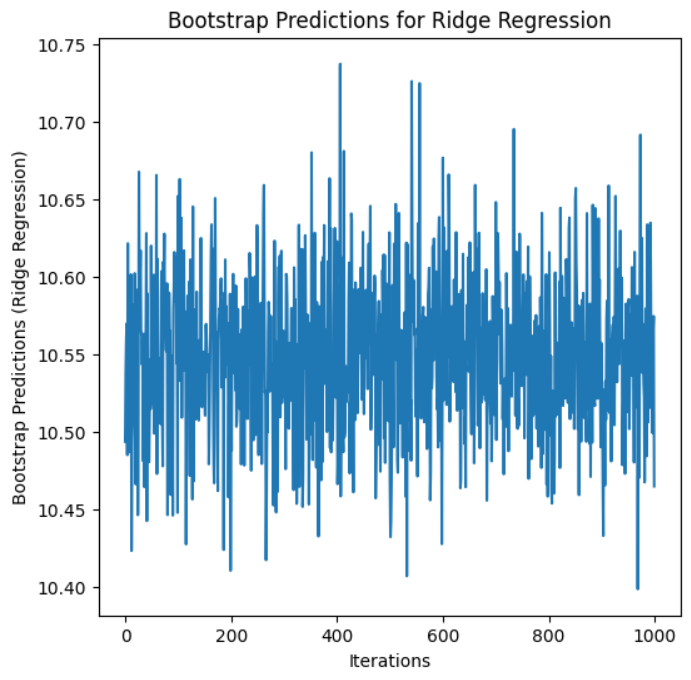 Bootstrap Predictions for Ridge Regression
Bootstrap Predictions (Ridge Regression)
10.75
10.70
10.65
10.60
10.55
10.50
10.45
10.40
0 200 400 600 800 1000
Iterations